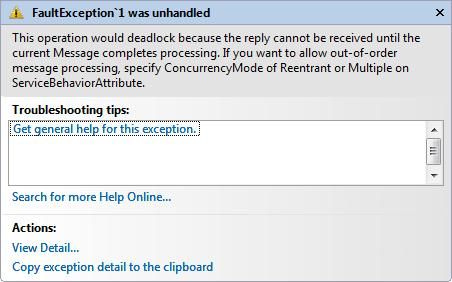 FaultException`1 was unhandled
This operation would deadlock because the reply cannot be received until the
current Message completes processing. If you want to allow out-of-order
message processing, specify ConcurrencyMode of Reentrant or Multiple on
ServiceBehaviorAttribute.
Troubleshooting tips:
Get general help for this exception.
Search for more Help Online...
Actions:
View Detail...
Copy exception detail to the clipboard